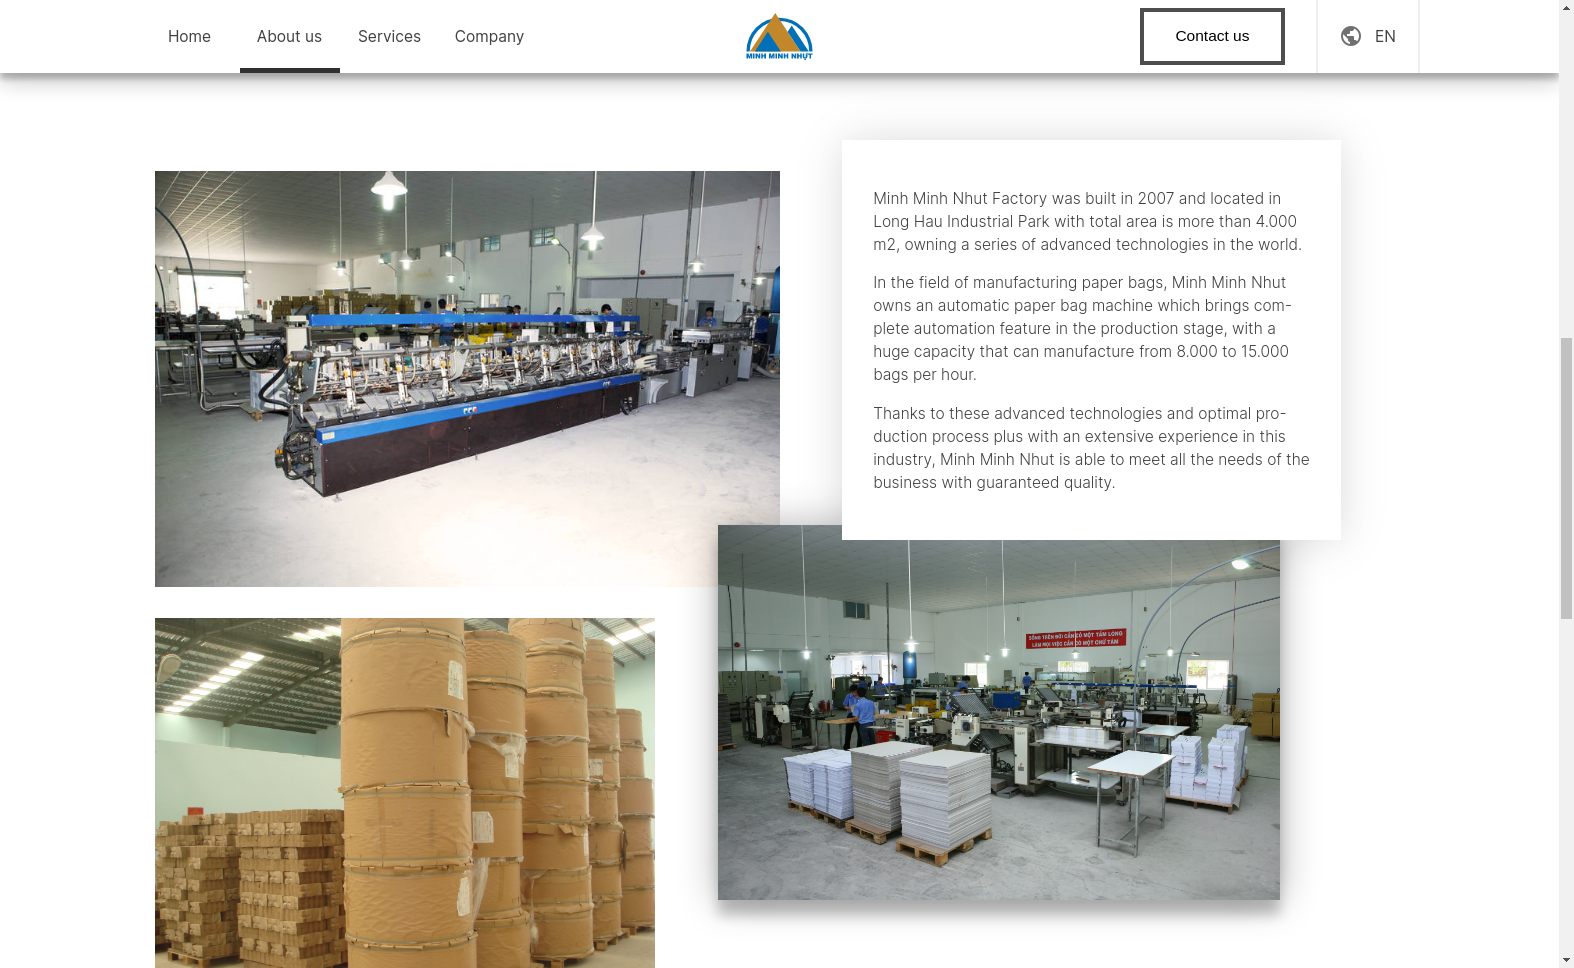 Home
About us
Services
Company
MINH MINH NHỰT
Contact us
EN
Minh Minh Nhut Factory was built in 2007 and located in
Long Hau Industrial Park with total area is more than 4.000
m2, owning a series of advanced technologies in the world.
In the field of manufacturing paper bags, Minh Minh Nhut
owns an automatic paper bag machine which brings com-
plete automation feature in the production stage, with a
huge capacity that can manufacture from 8.000 to 15.000
bags per hour.
Thanks to these advanced technologies and optimal pro-
duction process plus with an extensive experience in this
industry, Minh Minh Nhut is able to meet all the needs of the
business with guaranteed quality.
SỐNG TRÊN ĐỜI CẦN CÓ MỘT TẤM LÒNG
LÀM MỌI VIỆC CẦN CÓ MỘT CHỮ TÂM